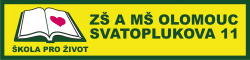 ZŠ A MŠ OLOMOUC
SVATOPLUKOVA 11
ŠKOLA PRO ŽIVOT